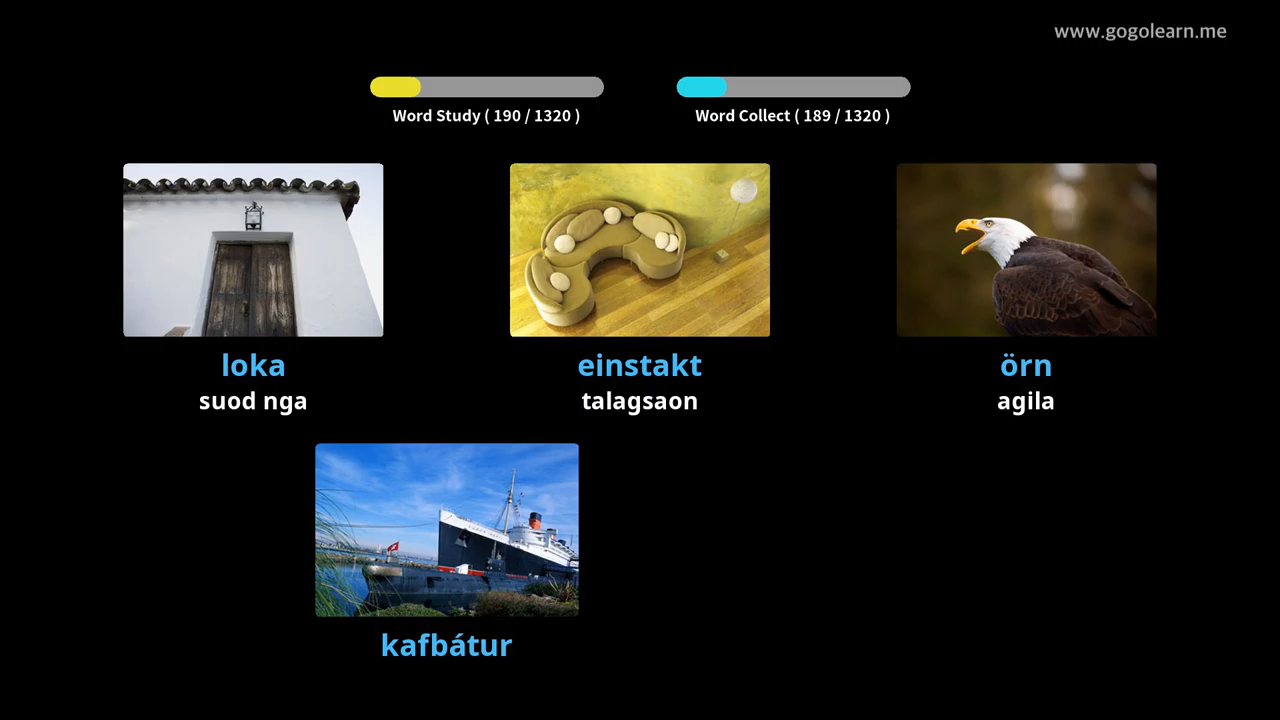 www.gogolearn.me
Word Study ( 190 / 1320 )
Word Collect ( 189 / 1320 )
loka
suod nga
einstakt
talagsaon
örn
agila
kafbátur